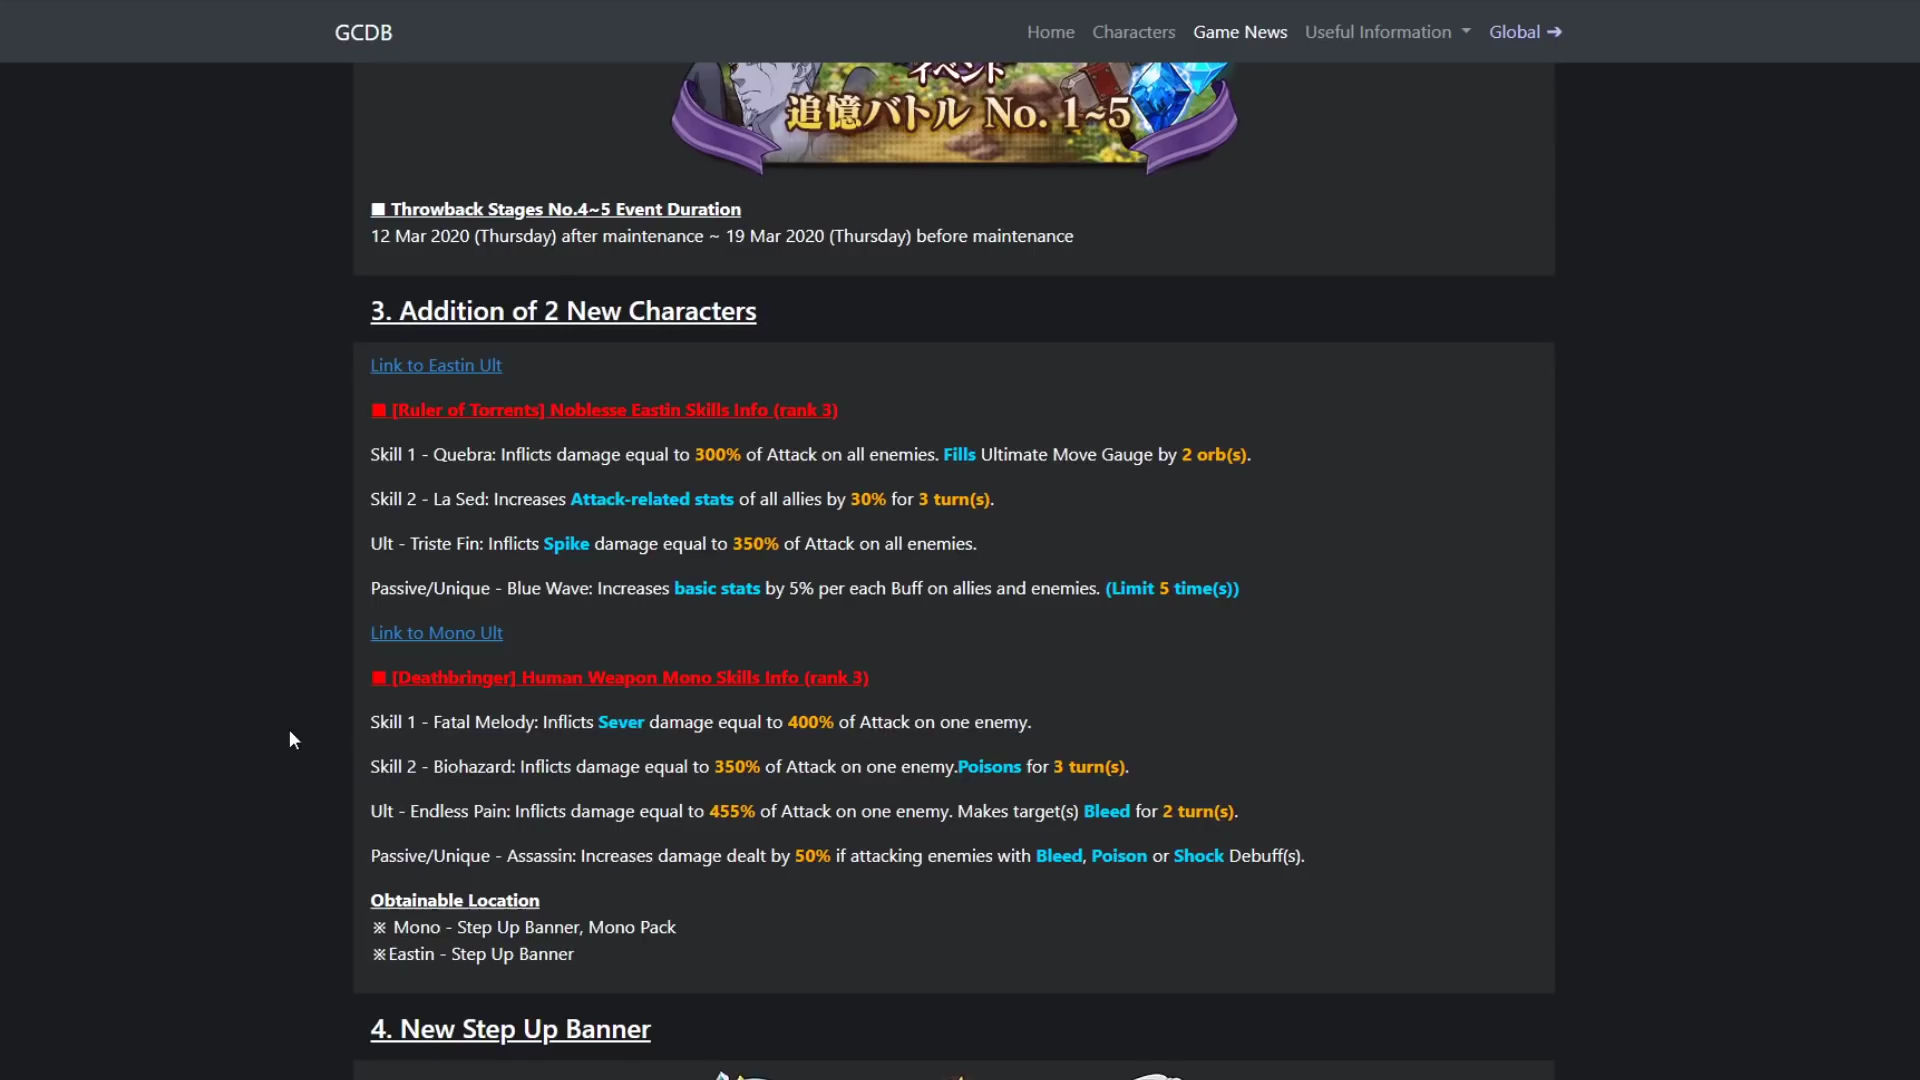 GCDB
Home Characters Game News Useful Information Global ➔
イベント
追憶バトル No. 1~5
■ Throwback Stages No.4~5 Event Duration
12 Mar 2020 (Thursday) after maintenance ~ 19 Mar 2020 (Thursday) before maintenance
3. Addition of 2 New Characters
Link to Eastin Ult
■ [Ruler of Torrents] Noblesse Eastin Skills Info (rank 3)
Skill 1 - Quebra: Inflicts damage equal to 300% of Attack on all enemies. Fills Ultimate Move Gauge by 2 orb(s).
Skill 2 - La Sed: Increases Attack-related stats of all allies by 30% for 3 turn(s).
Ult - Triste Fin: Inflicts Spike damage equal to 350% of Attack on all enemies.
Passive/Unique - Blue Wave: Increases basic stats by 5% per each Buff on allies and enemies. (Limit 5 time(s))
Link to Mono Ult
■ [Deathbringer] Human Weapon Mono Skills Info (rank 3)
Skill 1 - Fatal Melody: Inflicts Sever damage equal to 400% of Attack on one enemy.
Skill 2 - Biohazard: Inflicts damage equal to 350% of Attack on one enemy.Poisons for 3 turn(s).
Ult - Endless Pain: Inflicts damage equal to 455% of Attack on one enemy. Makes target(s) Bleed for 2 turn(s).
Passive/Unique - Assassin: Increases damage dealt by 50% if attacking enemies with Bleed, Poison or Shock Debuff(s).
Obtainable Location
※ Mono - Step Up Banner, Mono Pack
※Eastin - Step Up Banner
4. New Step Up Banner